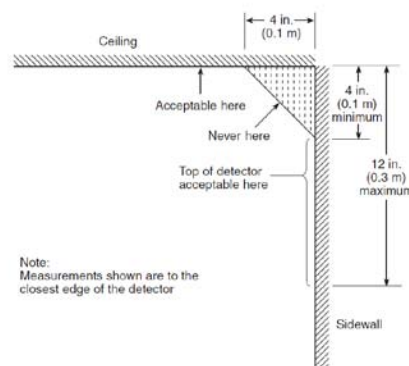 4 in.
(0.1 m)
Ceiling
Acceptable here
Never here
4 in.
(0.1 m)
minimum
Top of detector
acceptable here
12 in.
(0.3 m)
maximum
Note:
Measurements shown are to the
closest edge of the detector
Sidewall